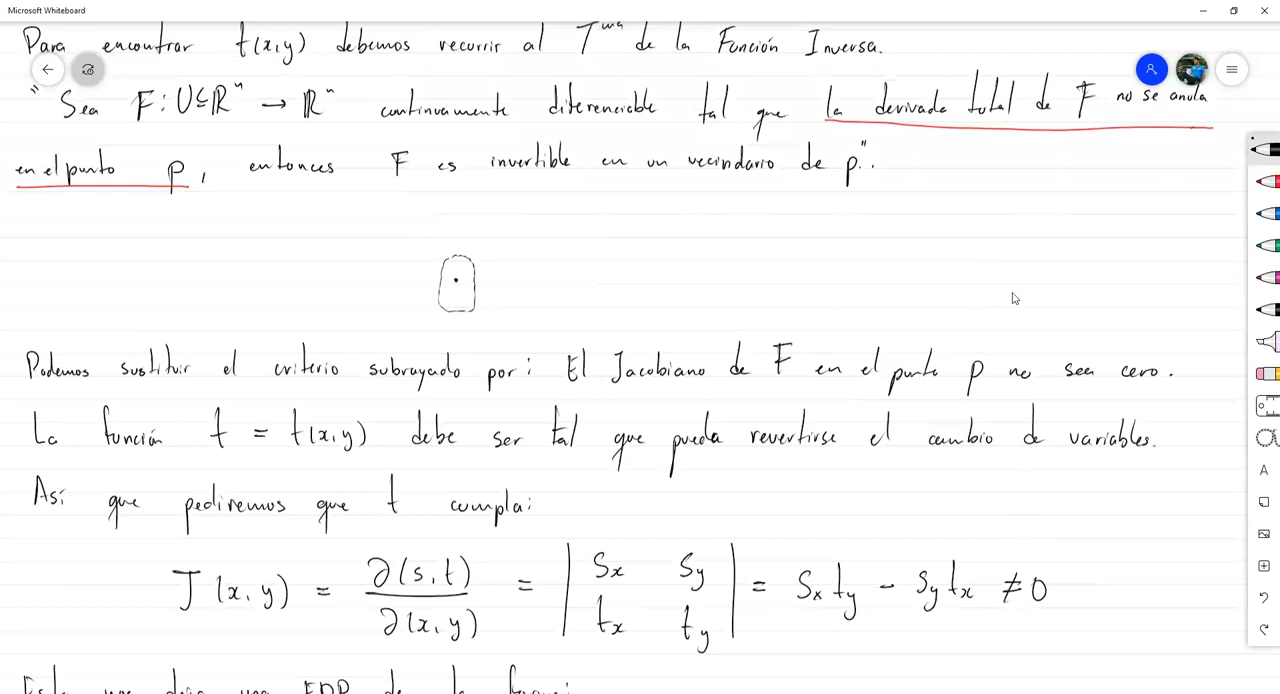 Microsoft Whiteboard
Para encontrar t(x,y) debemos recurrir al Tma de la Función Inversa.
"Sea F: U⊆ℝⁿ → ℝⁿ continuamente diferenciable tal que la derivada total de F no se anula
en el punto p, entonces F es invertible en un vecindario de p".
Podemos sustituir el criterio subrayado por: El Jacobiano de F en el punto p no sea cero.
La función t = t(x,y) debe ser tal que pueda revertirse el cambio de variables.
Así que pediremos que t cumpla:
J(x,y) = ∂(s,t)/∂(x,y) = | Sx Sy ; tx ty | = Sx ty - Sy tx ≠ 0
A